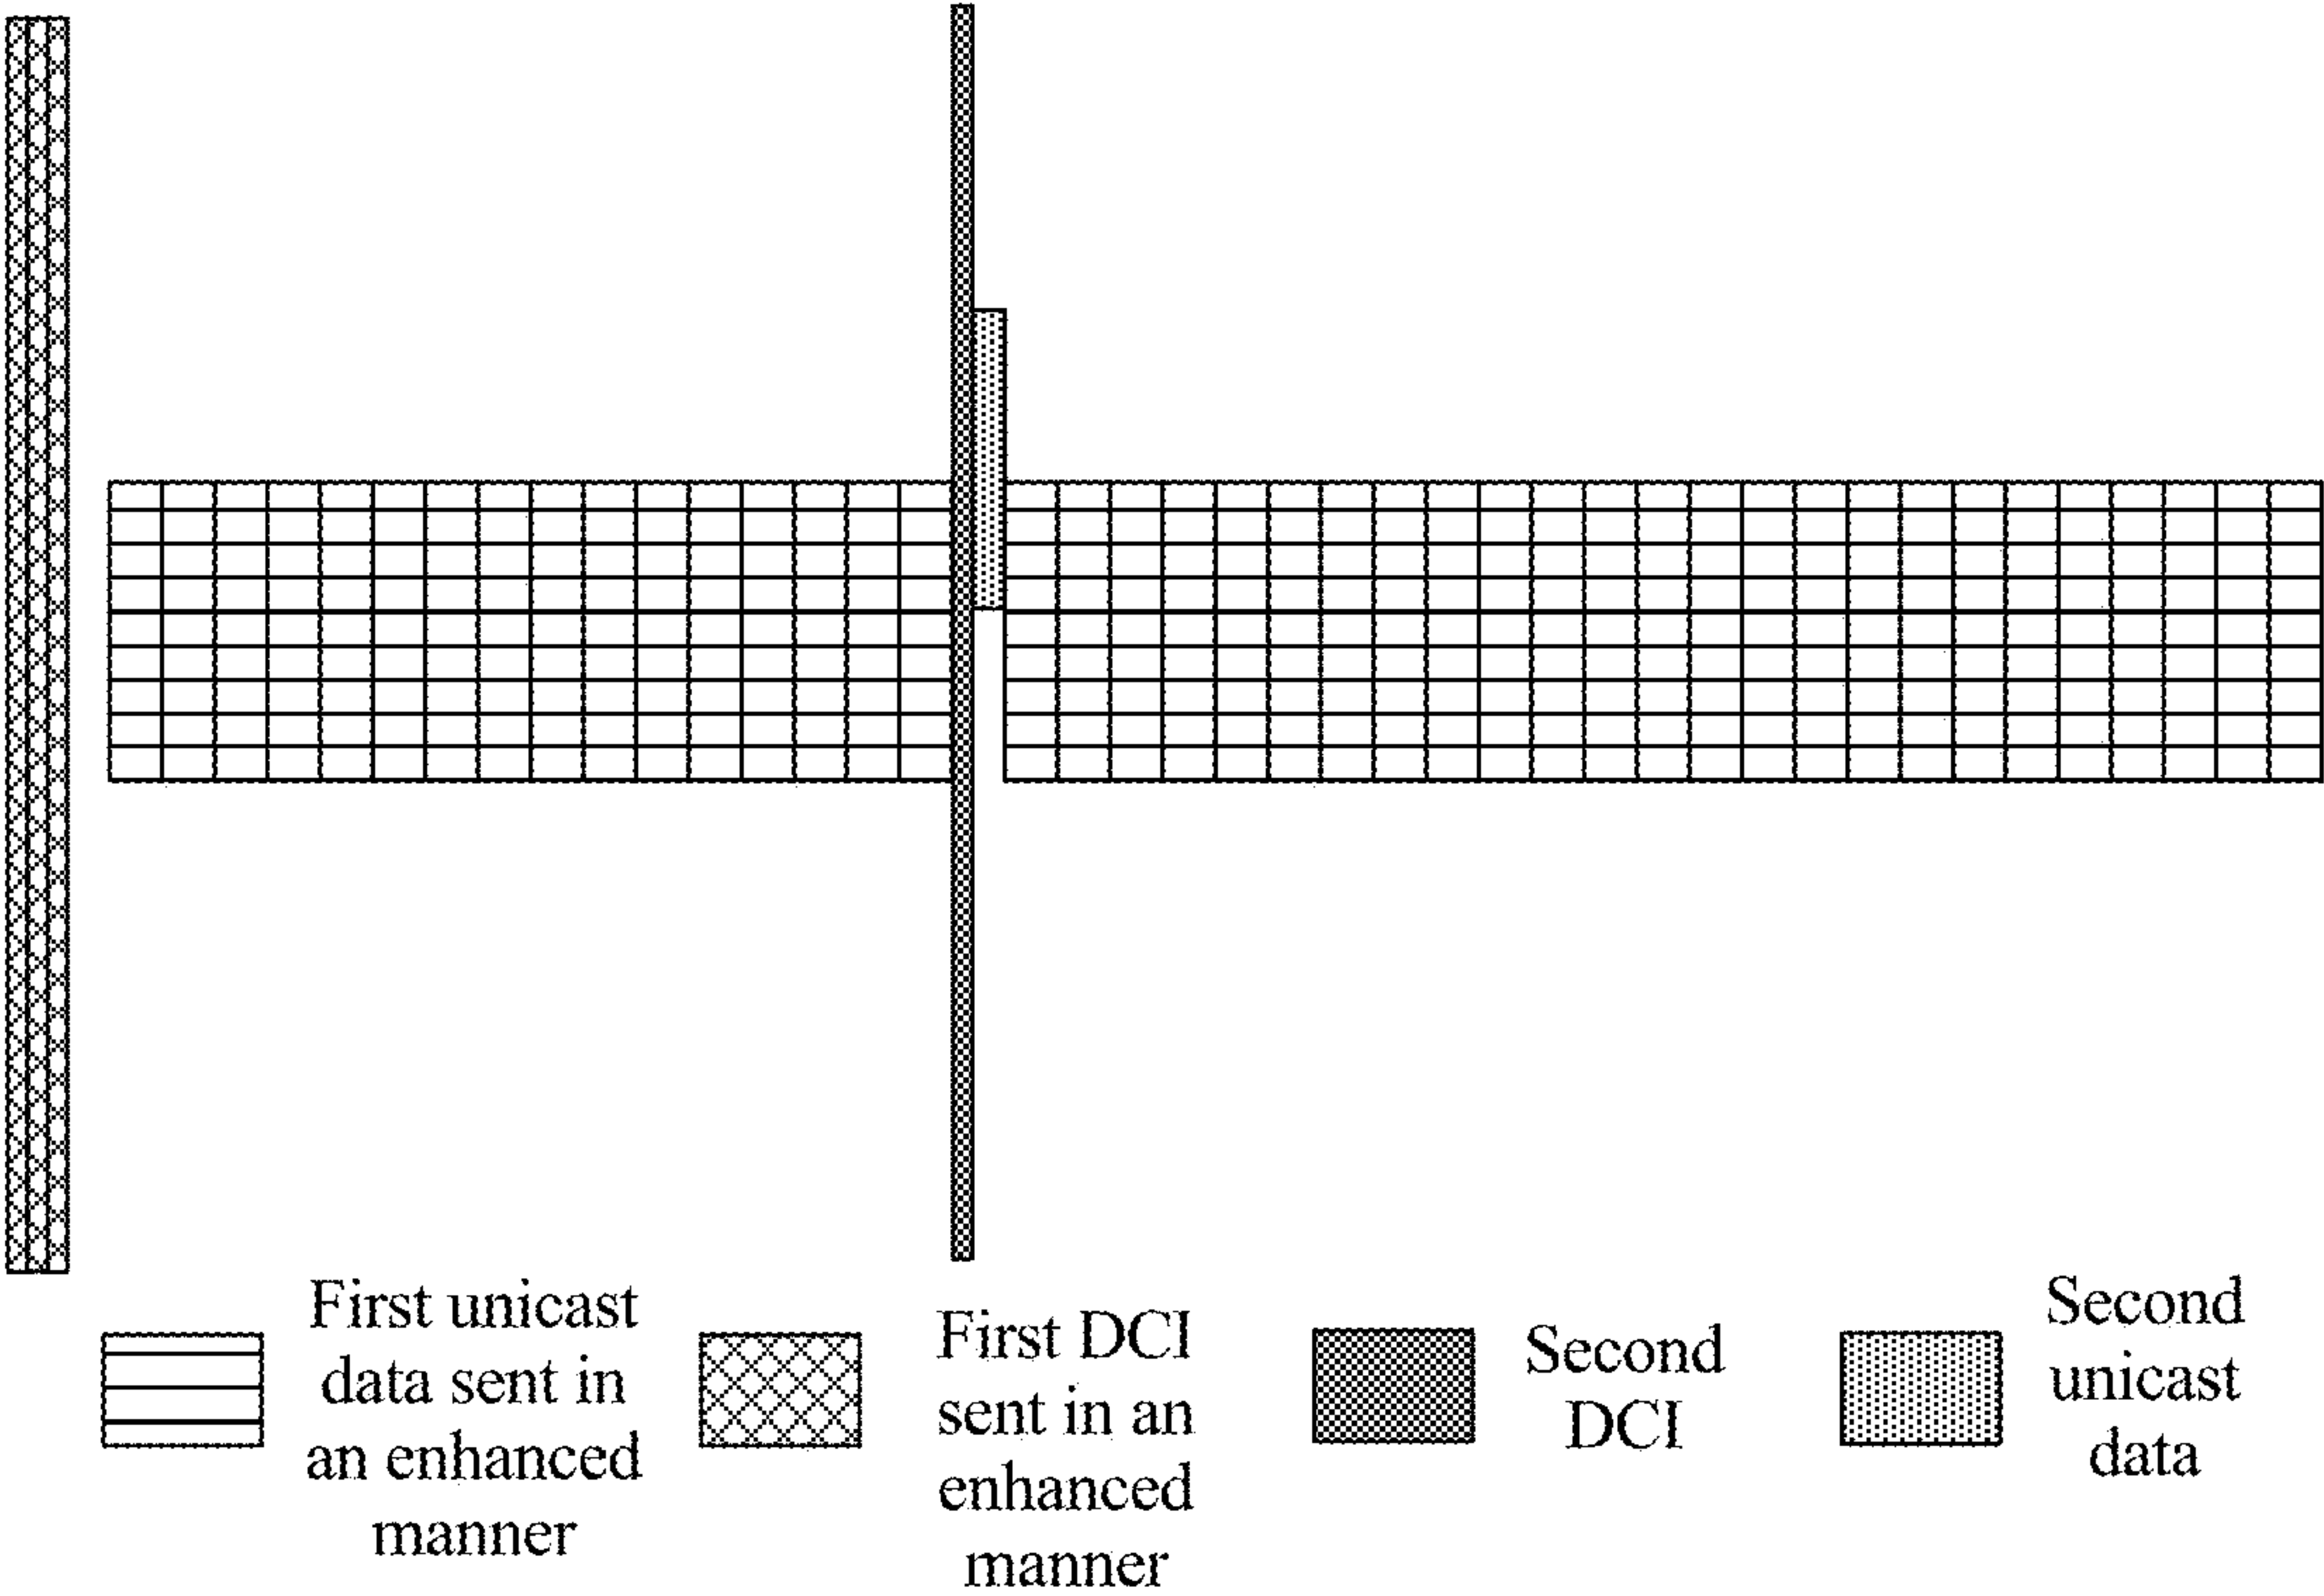 First unicast
data sent in
an enhanced
manner
First DCI
sent in an
enhanced
manner
Second
DCI
Second
unicast
data